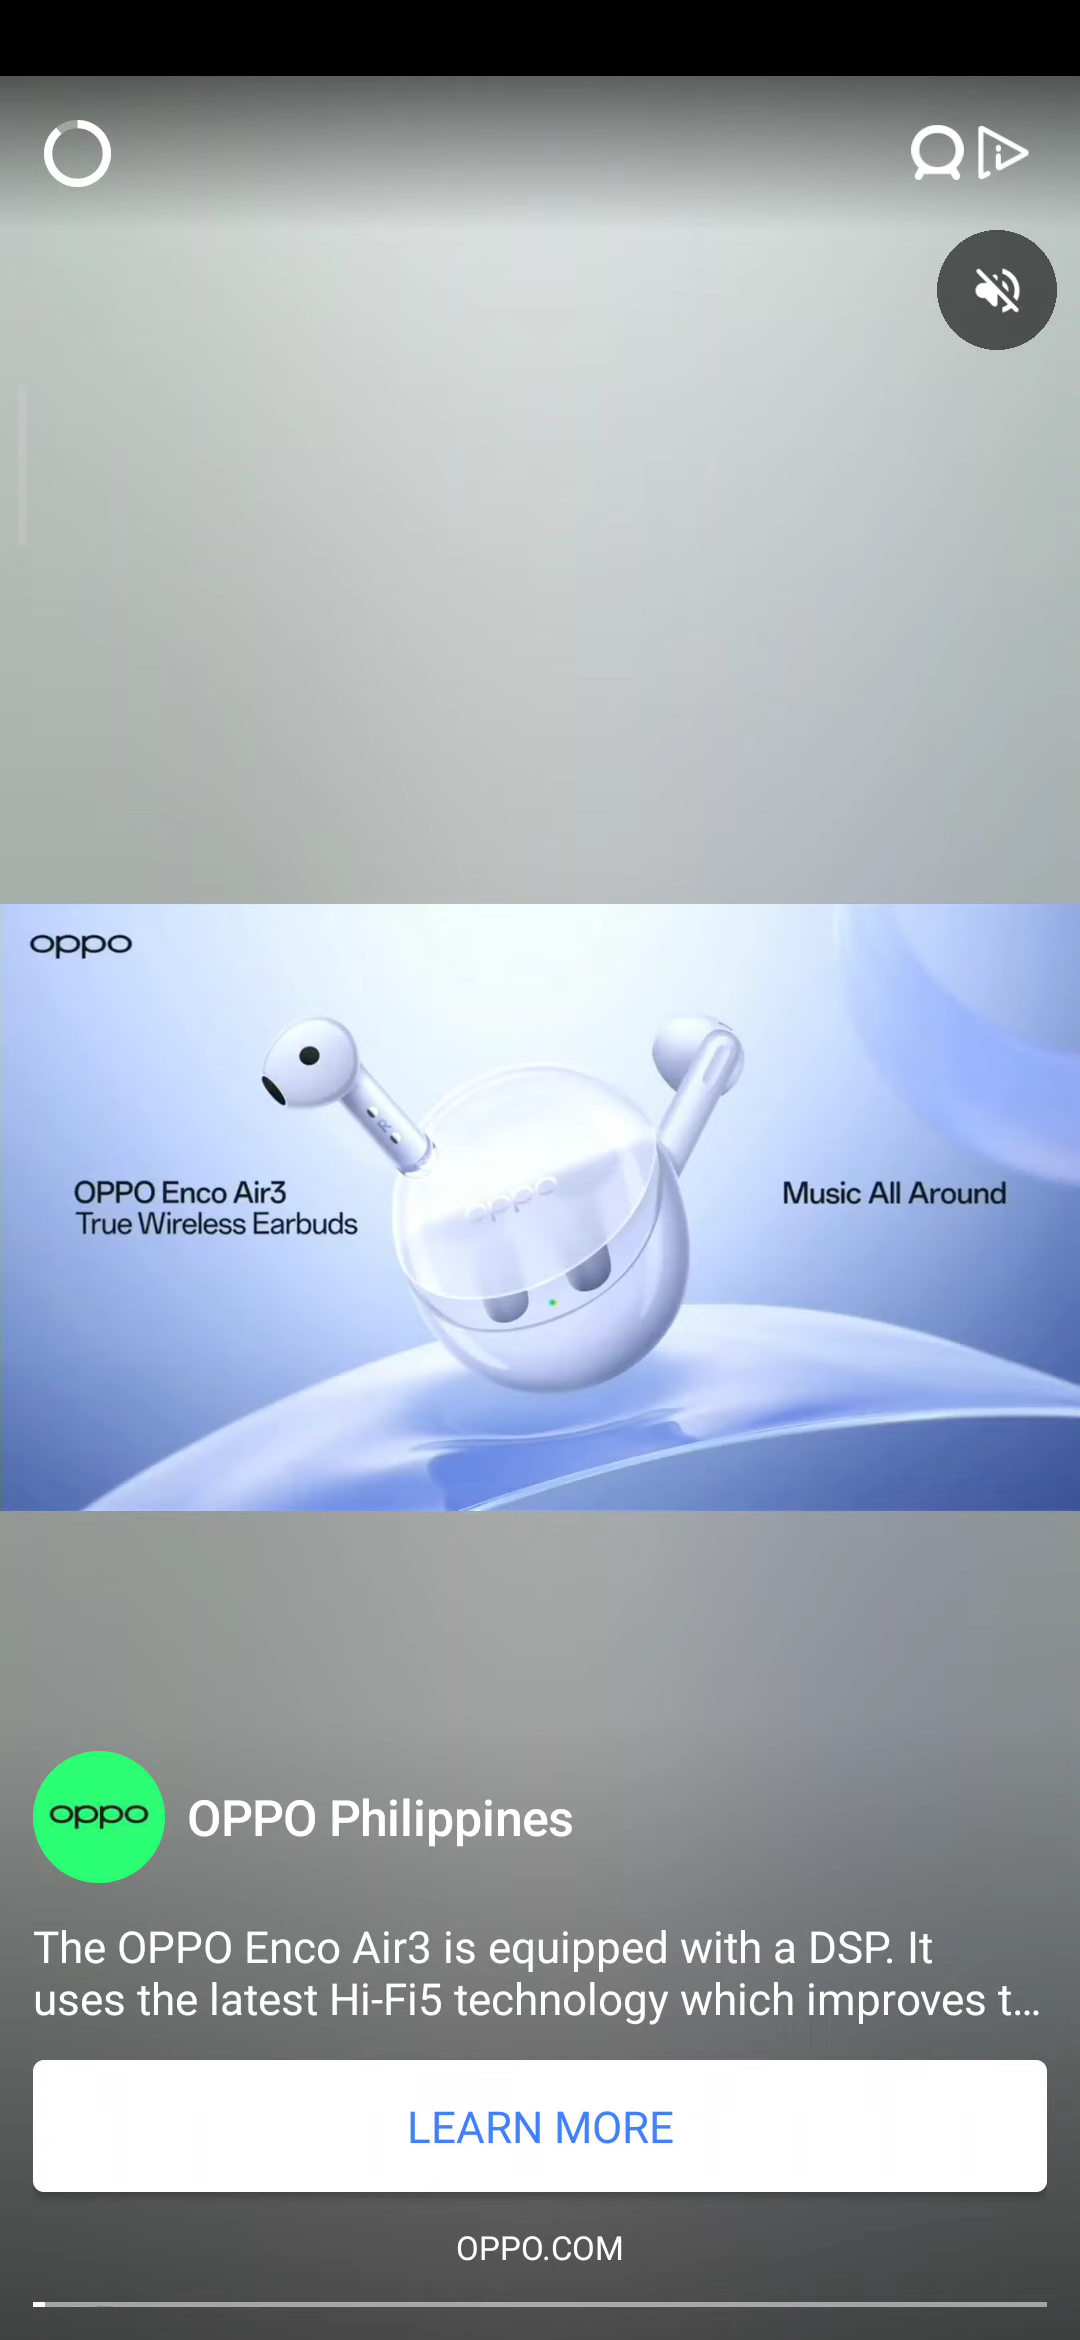 oppo
oppo
R
OPPO Enco Air3
True Wireless Earbuds
Music All Around
oppo
OPPO Philippines
The OPPO Enco Air3 is equipped with a DSP. It
uses the latest Hi-Fi5 technology which improves t...
LEARN MORE
OPPO.COM